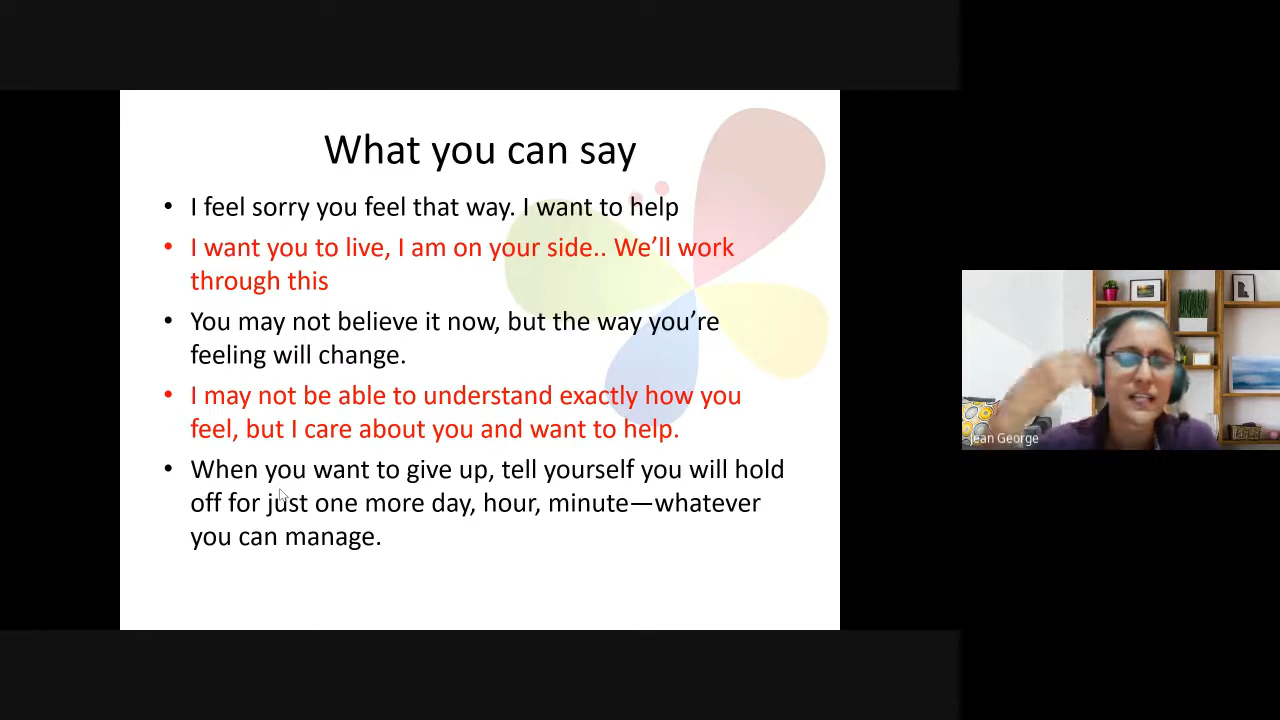 What you can say
• I feel sorry you feel that way. I want to help
• I want you to live, I am on your side.. We’ll work
through this
• You may not believe it now, but the way you’re
feeling will change.
• I may not be able to understand exactly how you
feel, but I care about you and want to help.
• When you want to give up, tell yourself you will hold
off for just one more day, hour, minute—whatever
you can manage.
Jean George